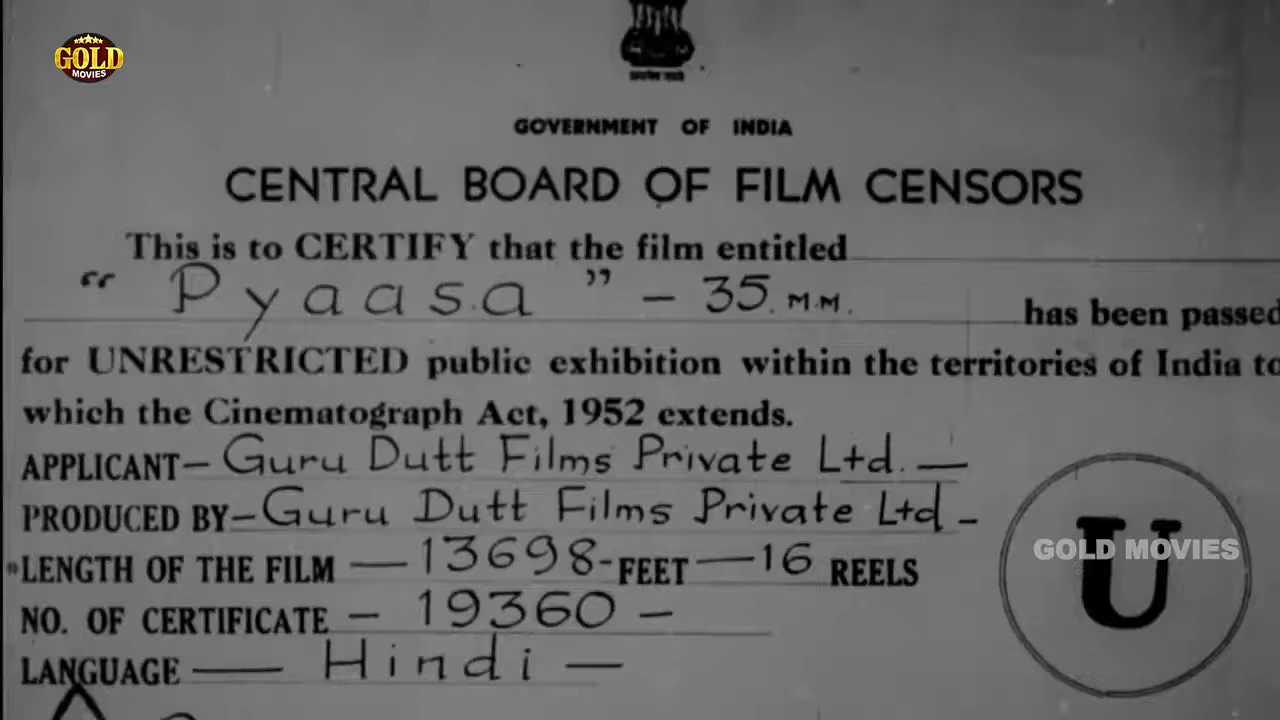 GOLD
MOVIES
GOVERNMENT OF INDIA
CENTRAL BOARD OF FILM CENSORS
This is to CERTIFY that the film entitled
“ Pyaasa ” – 35. M.M. has been passed
for UNRESTRICTED public exhibition within the territories of India to
which the Cinematograph Act, 1952 extends.
APPLICANT – Guru Dutt Films Private Ltd. —
PRODUCED BY – Guru Dutt Films Private Ltd –
LENGTH OF THE FILM — 13698 - FEET — 16 REELS
NO. OF CERTIFICATE – 19360 –
LANGUAGE — Hindi —
U
GOLD MOVIES